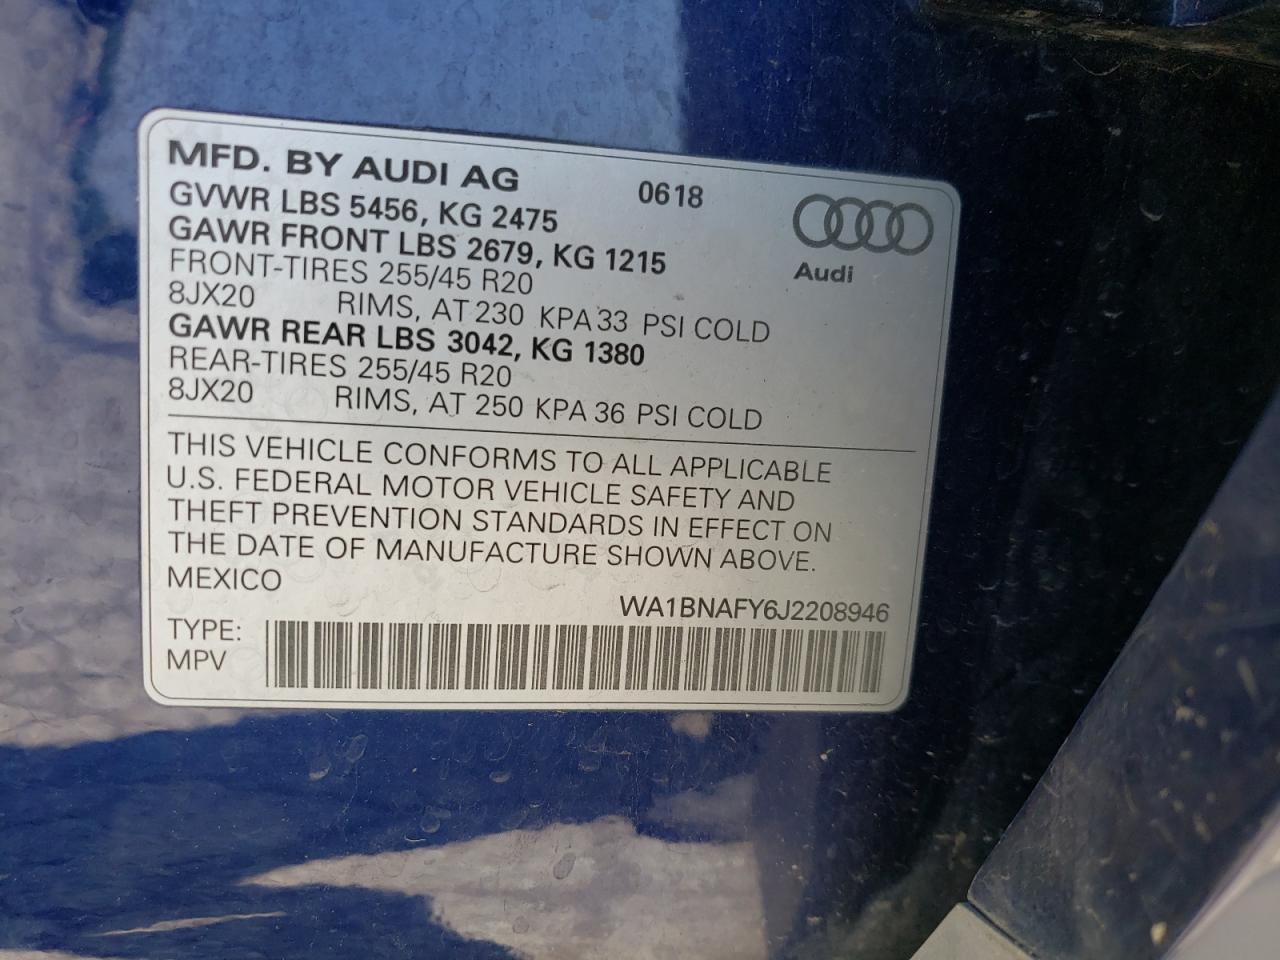 MFD. BY AUDI AG 0618
GVWR LBS 5456, KG 2475
GAWR FRONT LBS 2679, KG 1215
Audi
FRONT-TIRES 255/45 R20
8JX20 RIMS, AT 230 KPA 33 PSI COLD
GAWR REAR LBS 3042, KG 1380
REAR-TIRES 255/45 R20
8JX20 RIMS, AT 250 KPA 36 PSI COLD
THIS VEHICLE CONFORMS TO ALL APPLICABLE
U.S. FEDERAL MOTOR VEHICLE SAFETY AND
THEFT PREVENTION STANDARDS IN EFFECT ON
THE DATE OF MANUFACTURE SHOWN ABOVE.
MEXICO
WA1BNAFY6J2208946
TYPE:
MPV